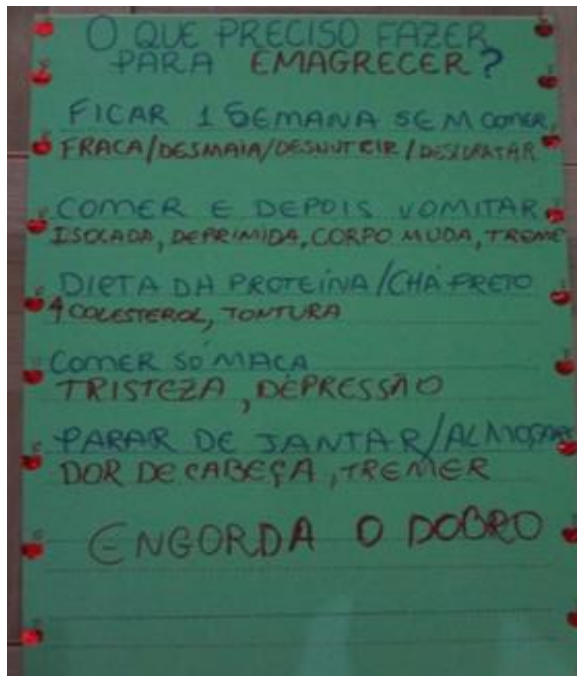 O QUE PRECISO FAZER
PARA EMAGRECER?
FICAR 1 SEMANA SEM COMER.
FRACA/DESMAIA/DESNUTRIR/DESIDRATAR
COMER E DEPOIS VOMITAR
ISOLADA, DEPRIMIDA, CORPO MUDA, TREME
DIETA DA PROTEÍNA/CHÁ PRETO
↑ COLESTEROL, TONTURA
COMER SÓ MAÇA
TRISTEZA, DEPRESSÃO
PARAR DE JANTAR/ALMOÇAR
DOR DE CABEÇA, TREMER
ENGORDA O DOBRO